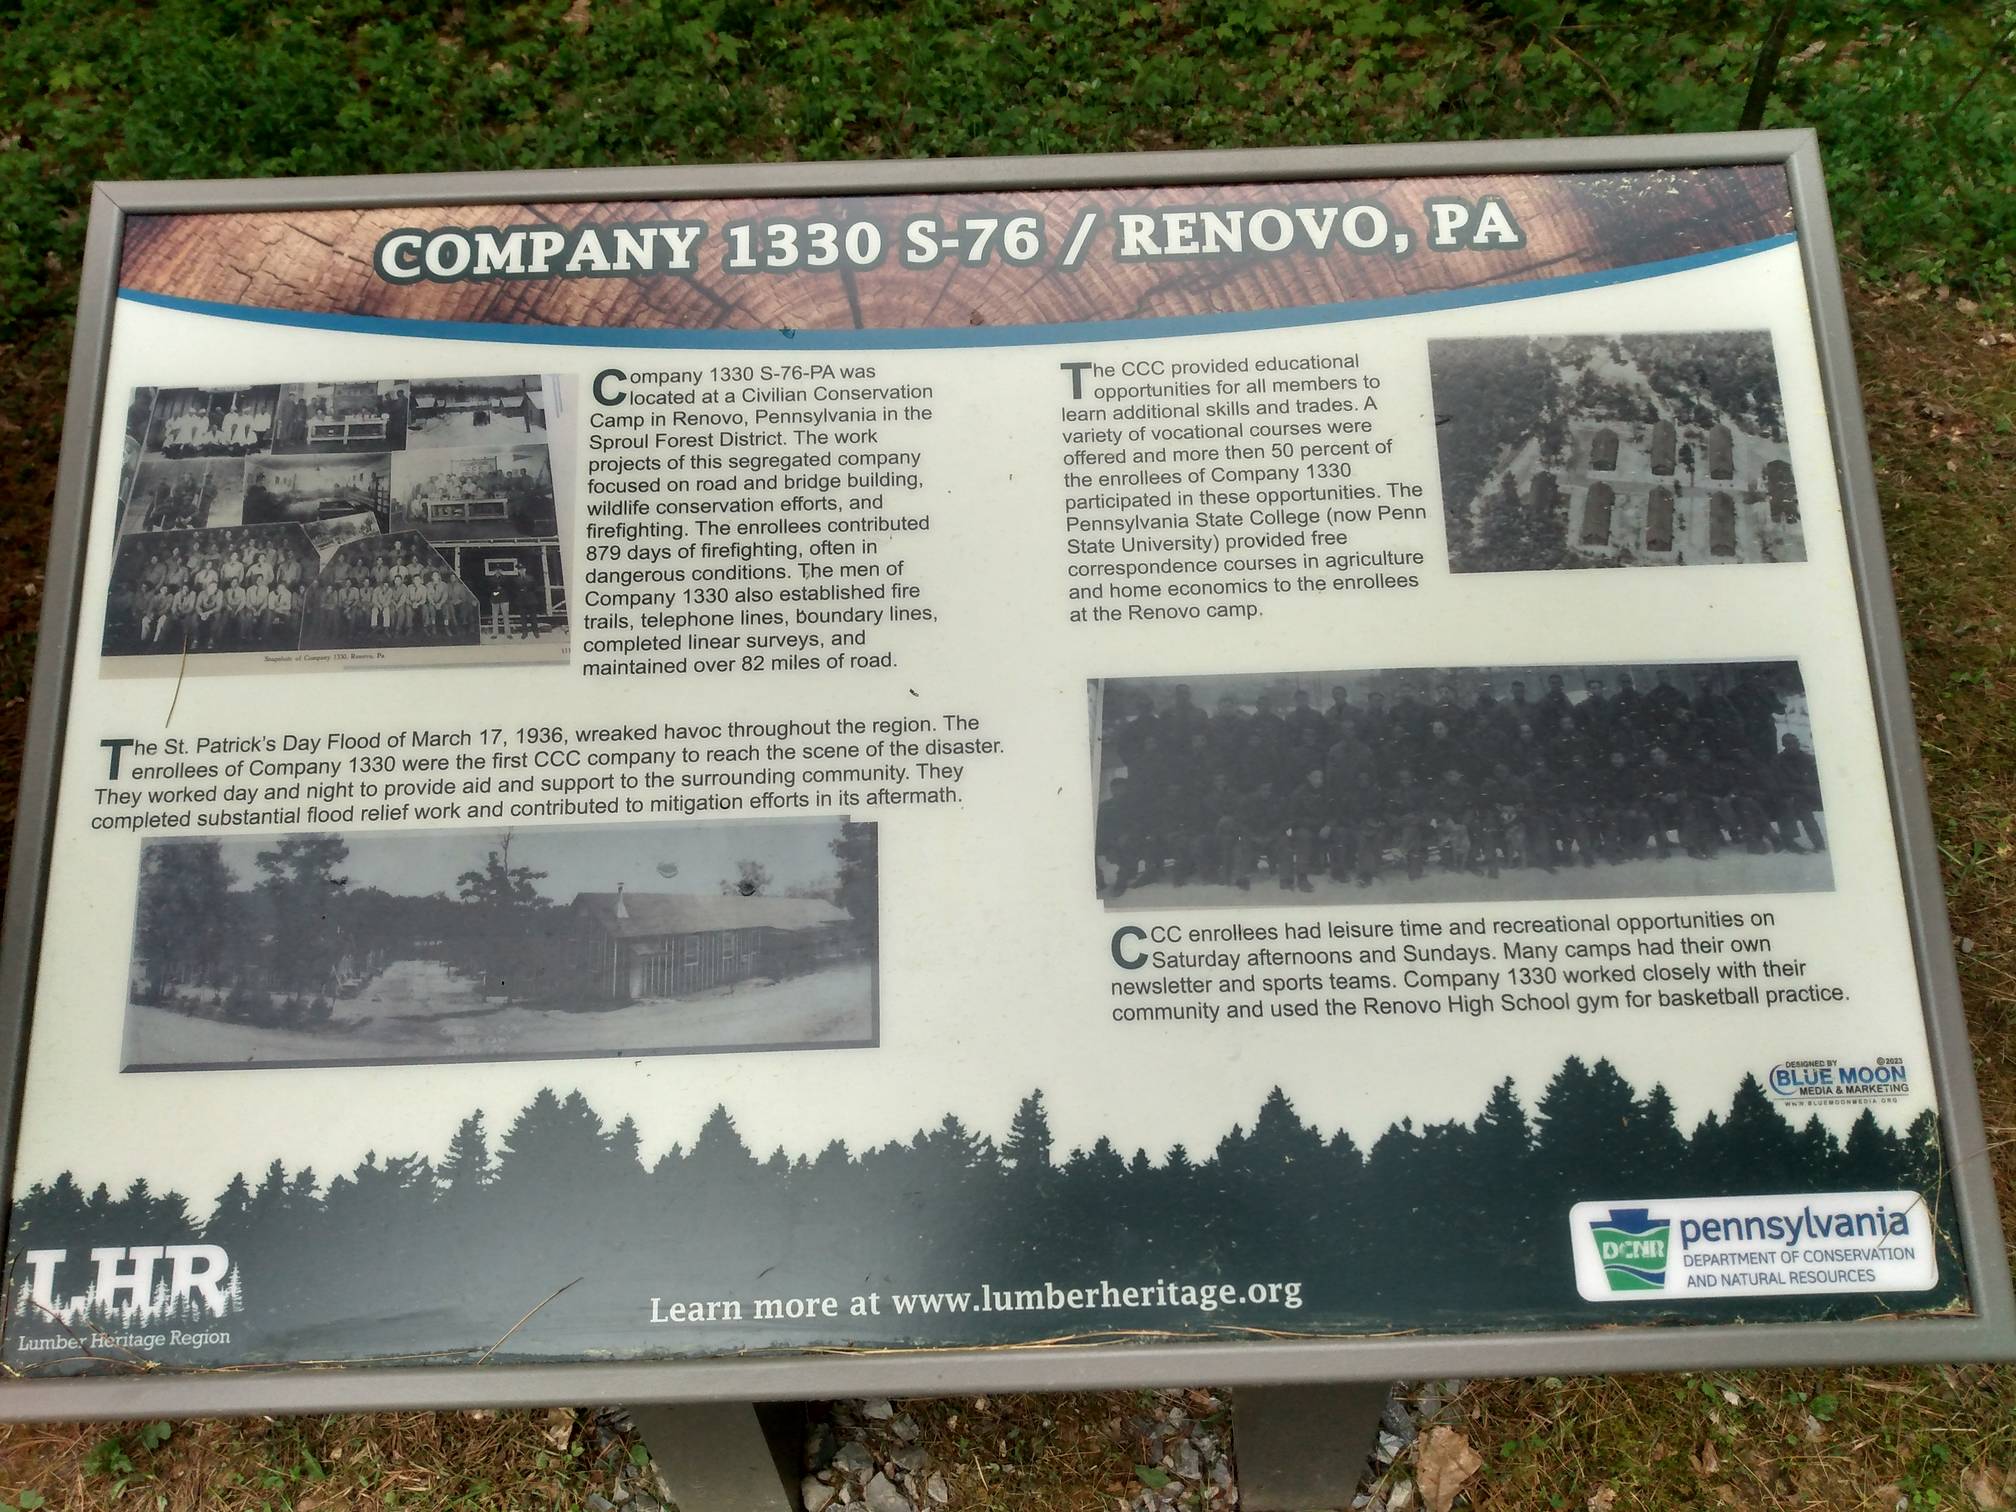 COMPANY 1330 S-76 / RENOVO, PA
Company 1330 S-76-PA was
located at a Civilian Conservation
Camp in Renovo, Pennsylvania in the
Sproul Forest District. The work
projects of this segregated company
focused on road and bridge building,
wildlife conservation efforts, and
firefighting. The enrollees contributed
879 days of firefighting, often in
dangerous conditions. The men of
Company 1330 also established fire
trails, telephone lines, boundary lines,
completed linear surveys, and
maintained over 82 miles of road.
Snapshots of Company 1330, Renovo, Pa
The St. Patrick's Day Flood of March 17, 1936, wreaked havoc throughout the region. The
enrollees of Company 1330 were the first CCC company to reach the scene of the disaster.
They worked day and night to provide aid and support to the surrounding community. They
completed substantial flood relief work and contributed to mitigation efforts in its aftermath.
The CCC provided educational
opportunities for all members to
learn additional skills and trades. A
variety of vocational courses were
offered and more then 50 percent of
the enrollees of Company 1330
participated in these opportunities. The
Pennsylvania State College (now Penn
State University) provided free
correspondence courses in agriculture
and home economics to the enrollees
at the Renovo camp.
CCC enrollees had leisure time and recreational opportunities on
Saturday afternoons and Sundays. Many camps had their own
newsletter and sports teams. Company 1330 worked closely with their
community and used the Renovo High School gym for basketball practice.
DESIGNED BY ©2023
BLUE MOON
MEDIA & MARKETING
WWW.BLUEMOONMEDIA.ORG
LHR
Lumber Heritage Region
Learn more at www.lumberheritage.org
DCNR
pennsylvania
DEPARTMENT OF CONSERVATION
AND NATURAL RESOURCES